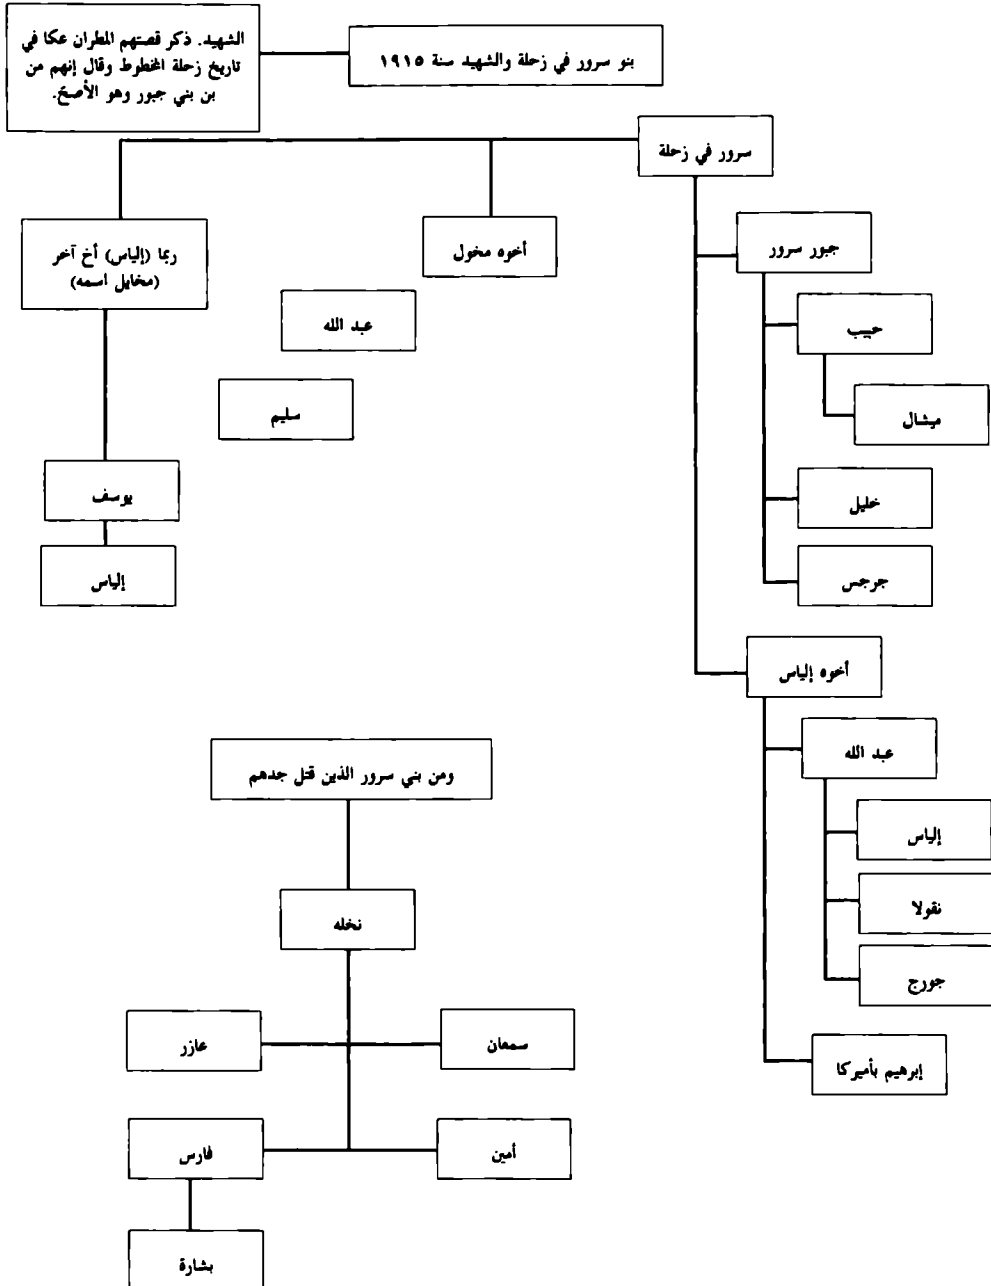 بنو سرور في زحلة والشهيد سنة ١٩١٥
الشهيد. ذكر قصتهم المطران عكا في
تاريخ زحلة المخطوط وقال إنهم من
بن بني جبور وهو الأصحّ.
سرور في زحلة
جبور سرور
حبيب
ميشال
خليل
جرجس
أخوه إلياس
عبد الله
إلياس
نقولا
جورج
إبرهيم بأميركا
أخوه مخول
عبد الله
سليم
ربما (إلياس) أخ آخر
(مخايل اسمه)
يوسف
إلياس
ومن بني سرور الذين قتل جدهم
نخله
سمعان
عازر
أمين
فارس
بشارة